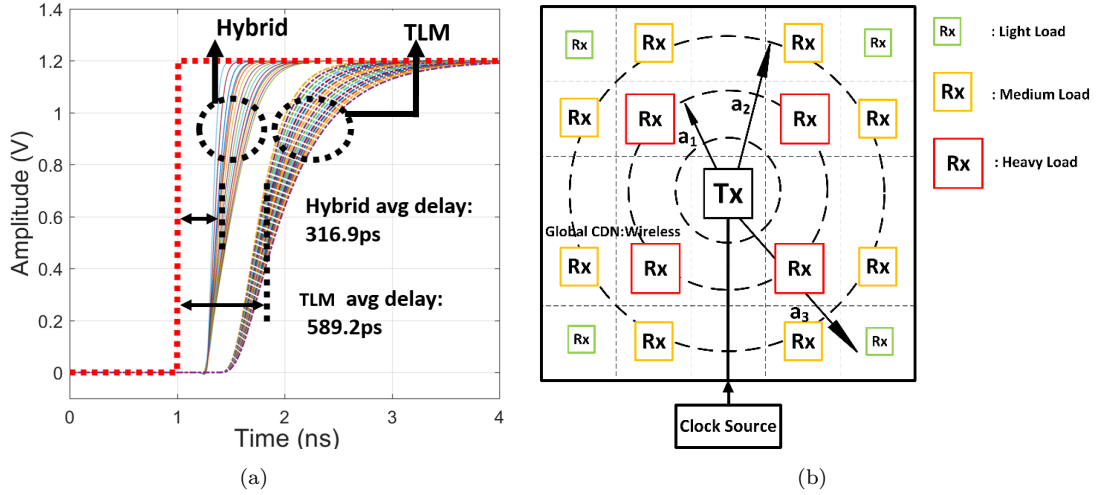 Hybrid
TLM
1.4
1.2
1
0.8
0.6
0.4
0.2
0
Amplitude (V)
Hybrid avg delay:
316.9ps
TLM avg delay:
589.2ps
0
1
2
3
4
Time (ns)
(a)
Rx
Rx
Rx
Rx
Rx
Rx
Rx
Rx
a1
a2
Tx
Global CDN:Wireless
Rx
Rx
Rx
Rx
a3
Rx
Rx
Rx
Rx
Clock Source
Rx : Light Load
Rx : Medium Load
Rx : Heavy Load
(b)